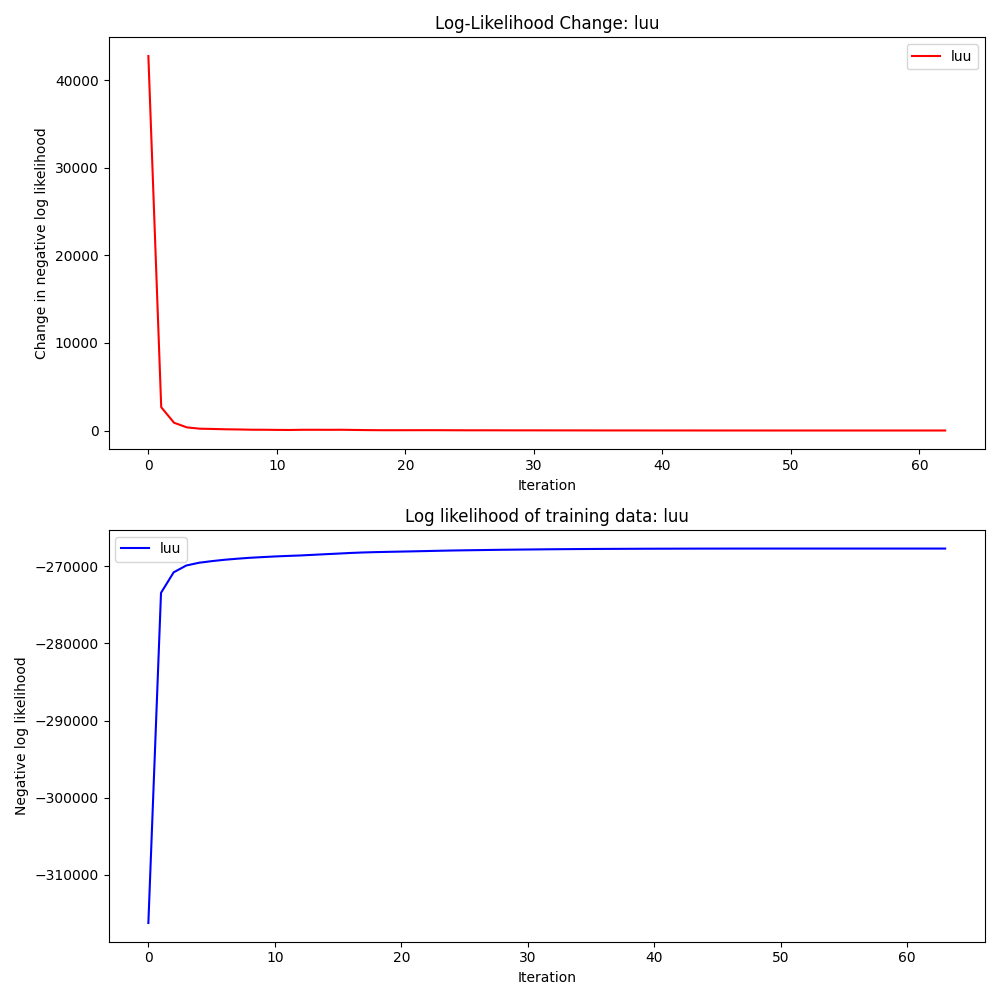 Log-Likelihood Change: luu
luu
Change in negative log likelihood
40000
30000
20000
10000
0
0 10 20 30 40 50 60
Iteration
Log likelihood of training data: luu
luu
Negative log likelihood
−270000
−280000
−290000
−300000
−310000
0 10 20 30 40 50 60
Iteration